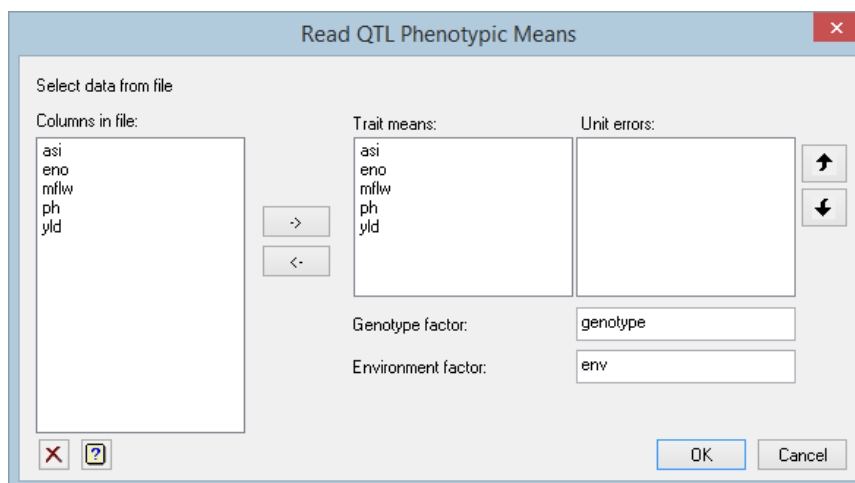 Read QTL Phenotypic Means
Select data from file
Columns in file:
asi
eno
mflw
ph
yld
->
<-
Trait means:
asi
eno
mflw
ph
yld
Unit errors:
Genotype factor:
genotype
Environment factor:
env
OK
Cancel